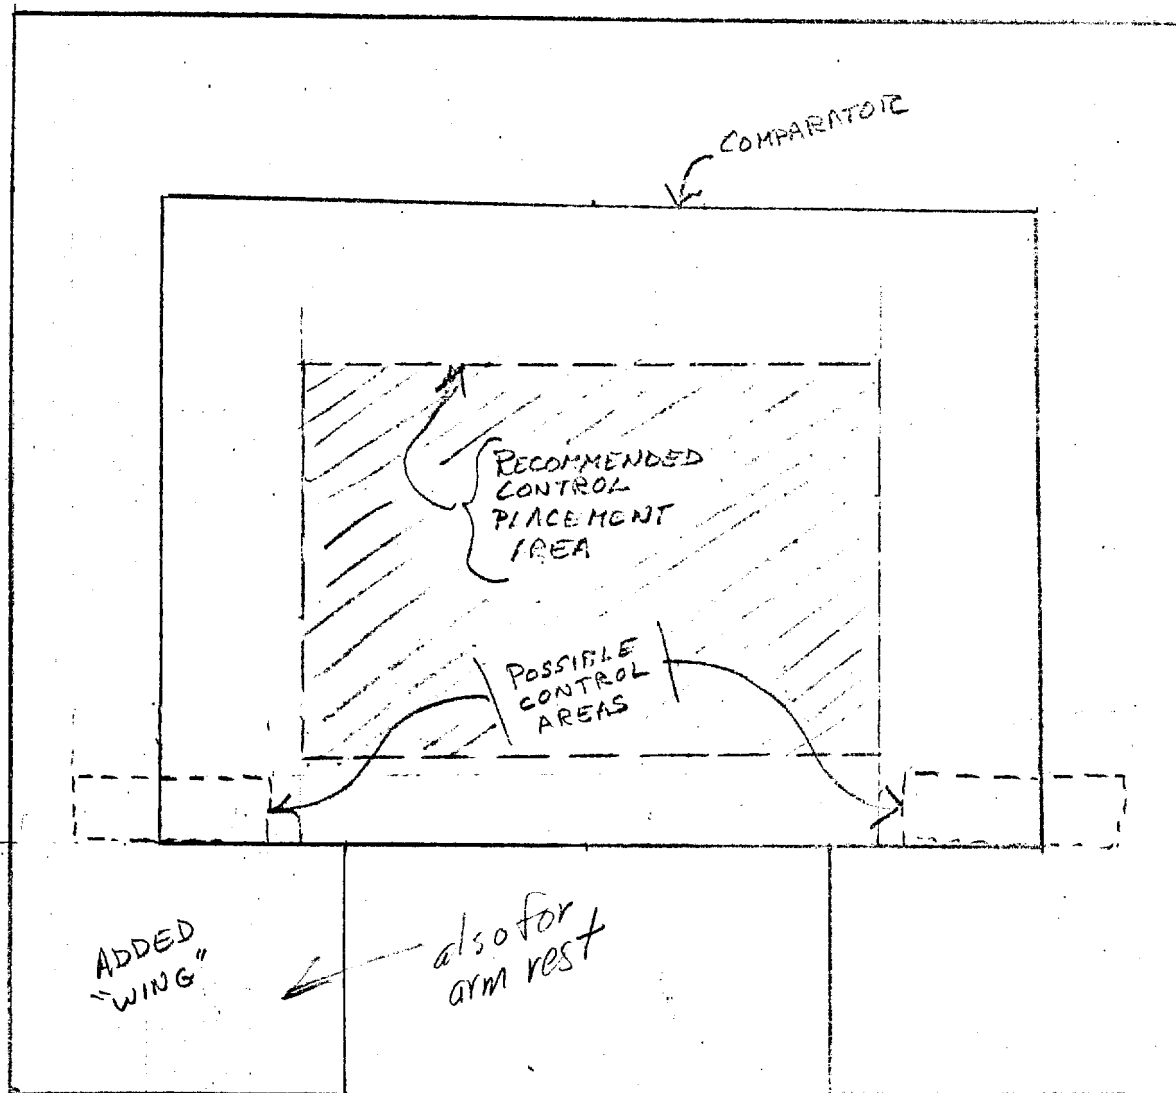 COMPARATOR
RECOMMENDED
CONTROL
PLACEMENT
AREA
POSSIBLE
CONTROL
AREAS
ADDED
"WING"
also for
arm rest